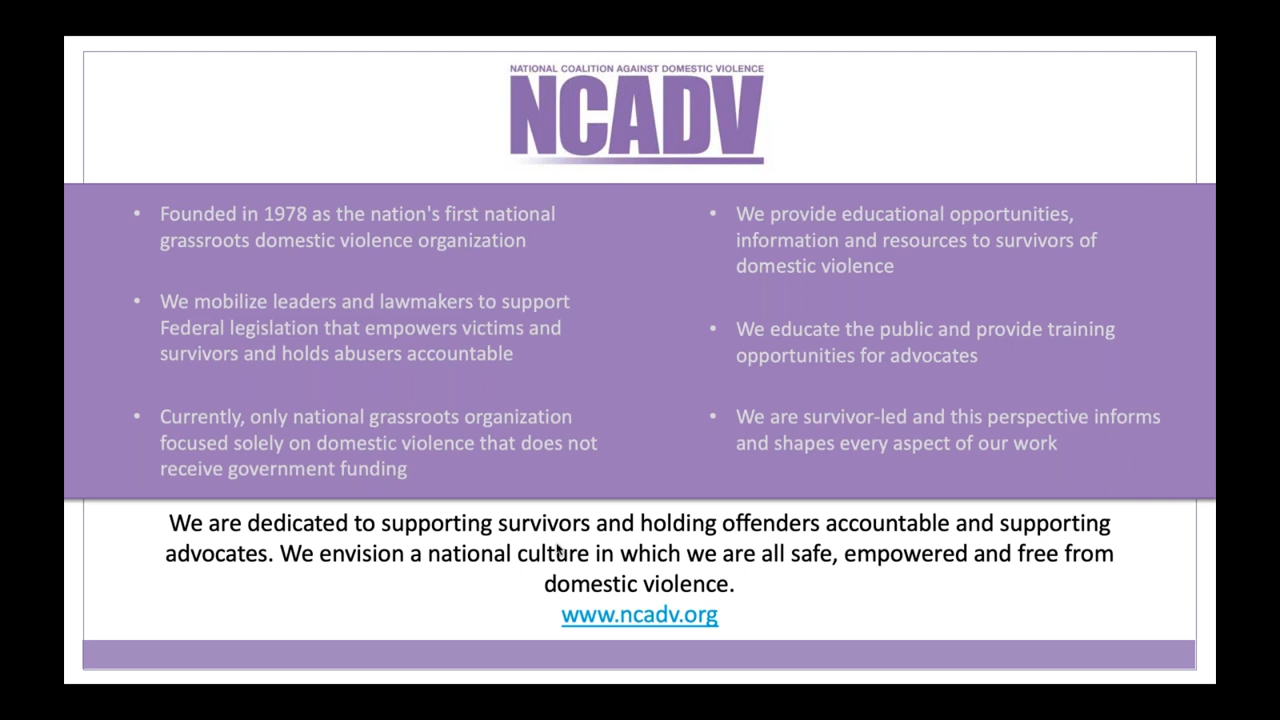 NATIONAL COALITION AGAINST DOMESTIC VIOLENCE
NCADV
• Founded in 1978 as the nation's first national
grassroots domestic violence organization
• We mobilize leaders and lawmakers to support
Federal legislation that empowers victims and
survivors and holds abusers accountable
• Currently, only national grassroots organization
focused solely on domestic violence that does not
receive government funding
• We provide educational opportunities,
information and resources to survivors of
domestic violence
• We educate the public and provide training
opportunities for advocates
• We are survivor-led and this perspective informs
and shapes every aspect of our work
We are dedicated to supporting survivors and holding offenders accountable and supporting
advocates. We envision a national culture in which we are all safe, empowered and free from
domestic violence.
www.ncadv.org